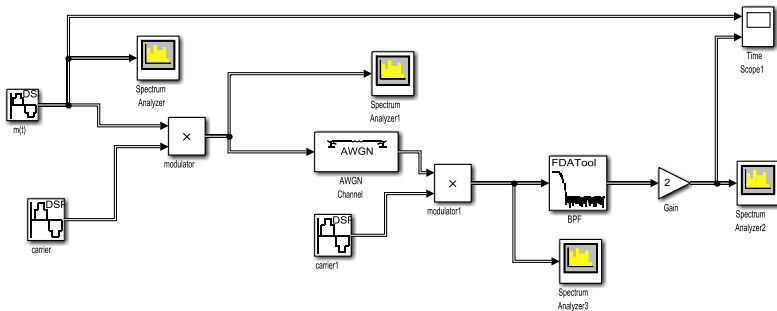 Time
Scope1
DS
m(t)
Spectrum
Analyzer
Spectrum
Analyzer1
×
modulator
AWGN
AWGN
Channel
×
modulator1
FDATool
BPF
2
Gain
Spectrum
Analyzer2
DSP
carrier
DSP
carrier1
Spectrum
Analyzer3